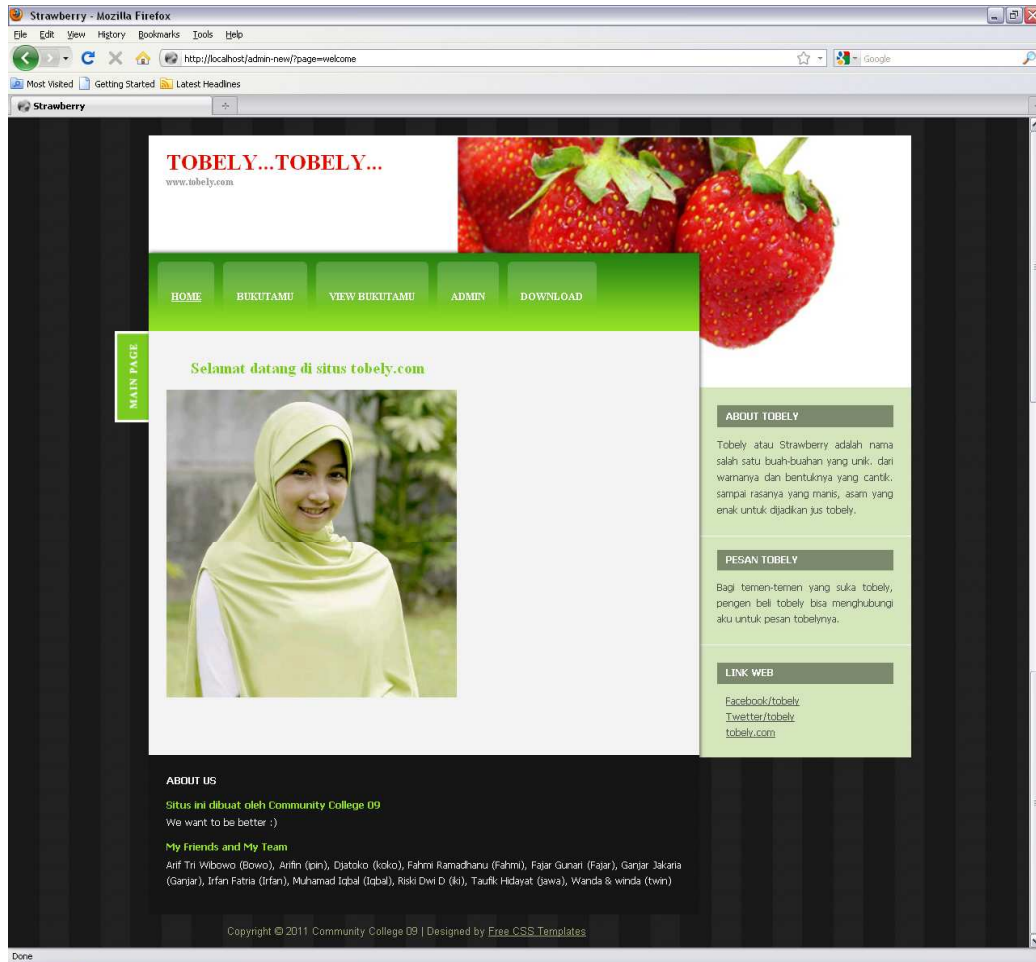 Strawberry - Mozilla Firefox
File Edit View History Bookmarks Tools Help
http://localhost/admin-new/?page=welcome
Google
Most Visited Getting Started Latest Headlines
Strawberry
TOBELY...TOBELY...
www.tobely.com
HOME BUKUTAMU VIEW BUKUTAMU ADMIN DOWNLOAD
MAIN PAGE
Selamat datang di situs tobely.com
ABOUT TOBELY
Tobely atau Strawberry adalah nama
salah satu buah-buahan yang unik. dari
warnanya dan bentuknya yang cantik.
sampai rasanya yang manis, asam yang
enak untuk dijadikan jus tobely.
PESAN TOBELY
Bagi temen-temen yang suka tobely,
pengen beli tobely bisa menghubungi
aku untuk pesan tobelynya.
LINK WEB
Facebook/tobely
Twetter/tobely
tobely.com
ABOUT US
Situs ini dibuat oleh Community College 09
We want to be better :)
My Friends and My Team
Arif Tri Wibowo (Bowo), Arifin (ipin), Djatoko (koko), Fahmi Ramadhanu (Fahmi), Fajar Gunari (Fajar), Ganjar Jakaria
(Ganjar), Irfan Fatria (Irfan), Muhamad Iqbal (Iqbal), Riski Dwi D (iki), Taufik Hidayat (jawa), Wanda & winda (twin)
Copyright © 2011 Community College 09 | Designed by Free CSS Templates
Done